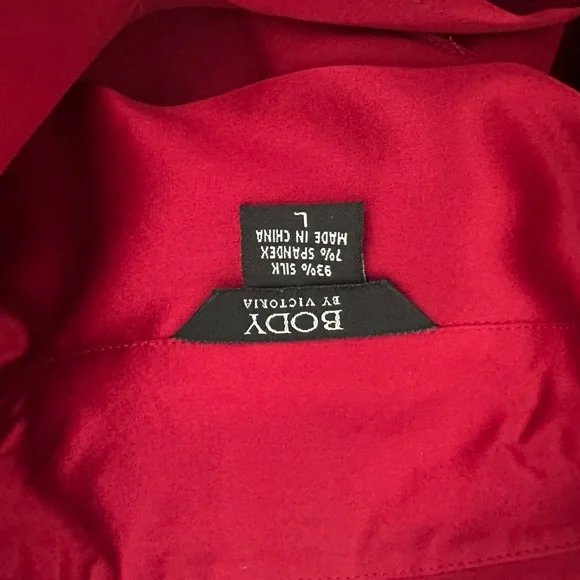 BODY
BY VICTORIA
93% SILK
7% SPANDEX
MADE IN CHINA
L